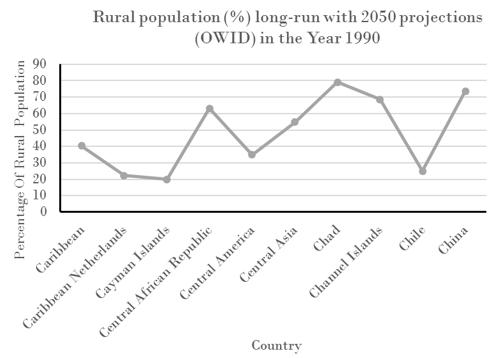 Rural population (%) long-run with 2050 projections
(OWID) in the Year 1990
Percentage Of Rural Population
90
80
70
60
50
40
30
20
10
0
Caribbean
Caribbean Netherlands
Cayman Islands
Central African Republic
Central America
Central Asia
Chad
Channel Islands
Chile
China
Country